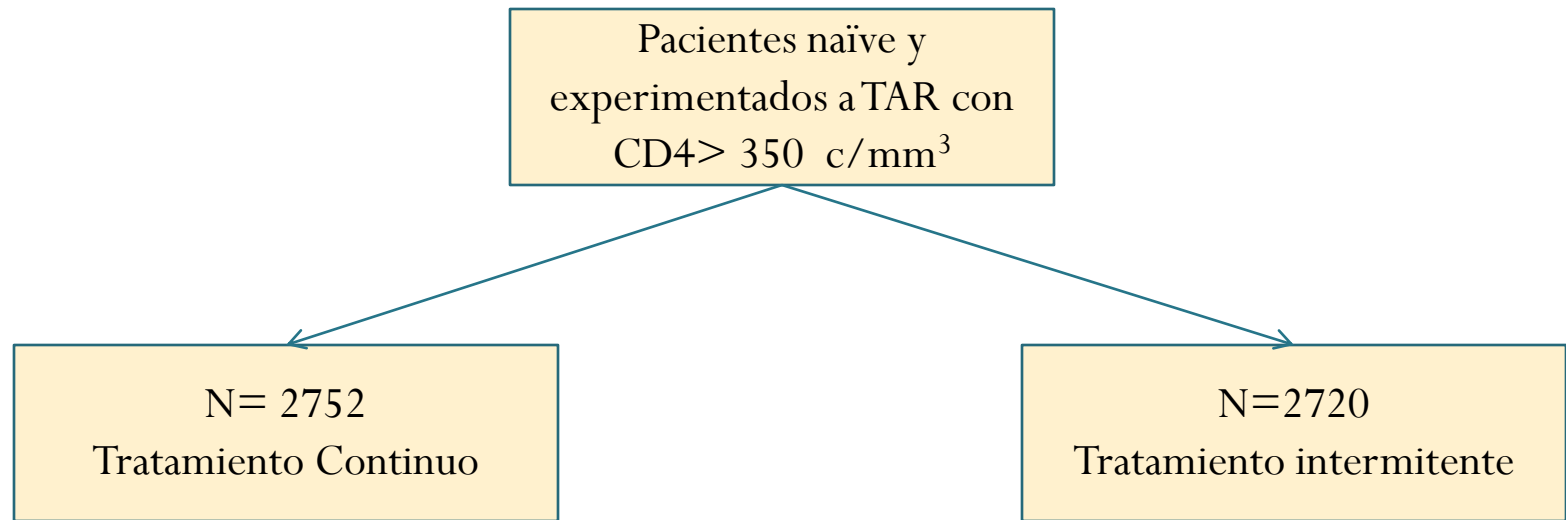 Pacientes naïve y
experimentados a TAR con
CD4> 350 c/mm³
N= 2752
Tratamiento Continuo
N=2720
Tratamiento intermitente